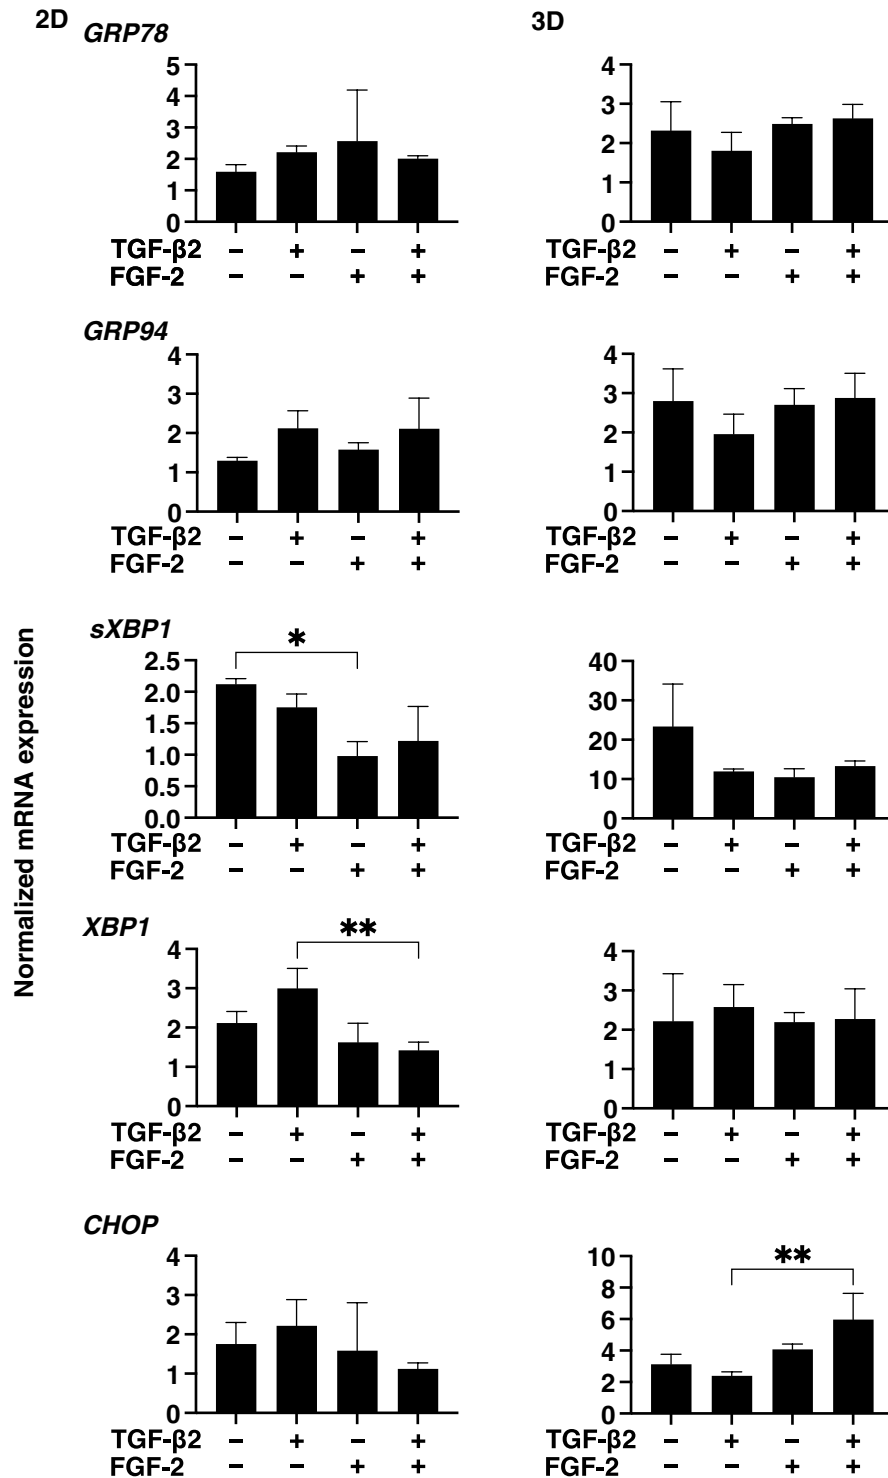 2D
3D
GRP78
5
4
3
2
1
0
TGF-β2 − + − +
FGF-2 − − + +
4
3
2
1
0
TGF-β2 − + − +
FGF-2 − − + +
GRP94
4
3
2
1
0
TGF-β2 − + − +
FGF-2 − − + +
4
3
2
1
0
TGF-β2 − + − +
FGF-2 − − + +
Normalized mRNA expression
sXBP1
*
2.5
2.0
1.5
1.0
0.5
0.0
TGF-β2 − + − +
FGF-2 − − + +
40
30
20
10
0
TGF-β2 − + − +
FGF-2 − − + +
XBP1
**
4
3
2
1
0
TGF-β2 − + − +
FGF-2 − − + +
4
3
2
1
0
TGF-β2 − + − +
FGF-2 − − + +
CHOP
4
3
2
1
0
TGF-β2 − + − +
FGF-2 − − + +
**
10
8
6
4
2
0
TGF-β2 − + − +
FGF-2 − − + +